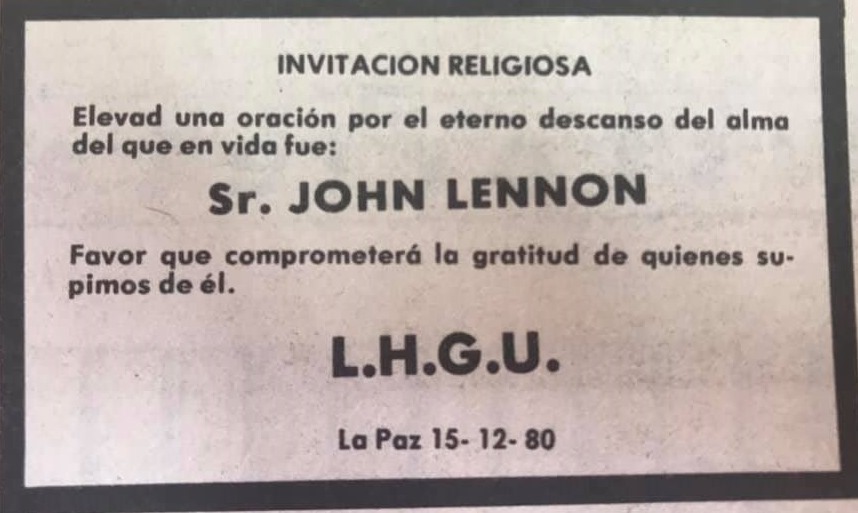 INVITACION RELIGIOSA
Elevad una oración por el eterno descanso del alma
del que en vida fue:
Sr. JOHN LENNON
Favor que comprometerá la gratitud de quienes su-
pimos de él.
L.H.G.U.
La Paz 15- 12- 80